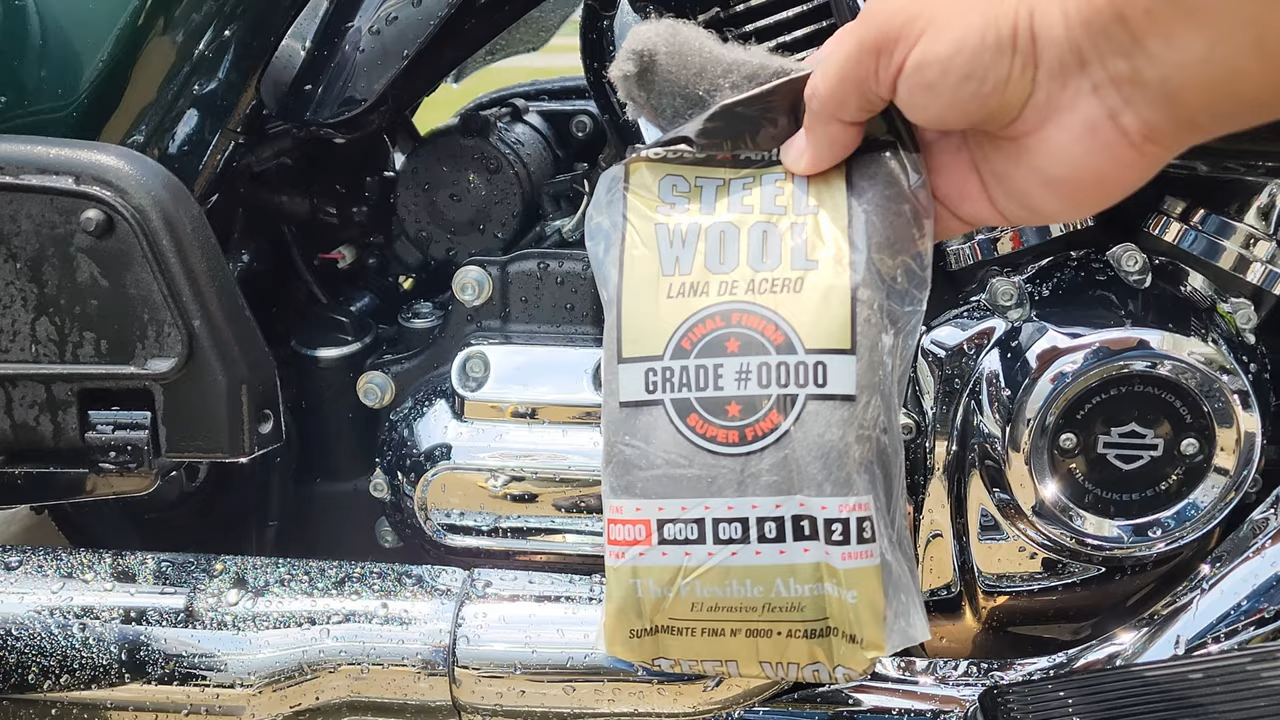 STEEL
WOOL
LANA DE ACERO
FINAL FINISH
GRADE #0000
SUPER FINE
FINE COARSE
0000 000 00 0 1 2 3
FINA GRUESA
The Flexible Abrasive
El abrasivo flexible
SUMAMENTE FINA Nº 0000 • ACABADO FINAL
STEEL WOOL
HARLEY-DAVIDSON
MILWAUKEE-EIGHT